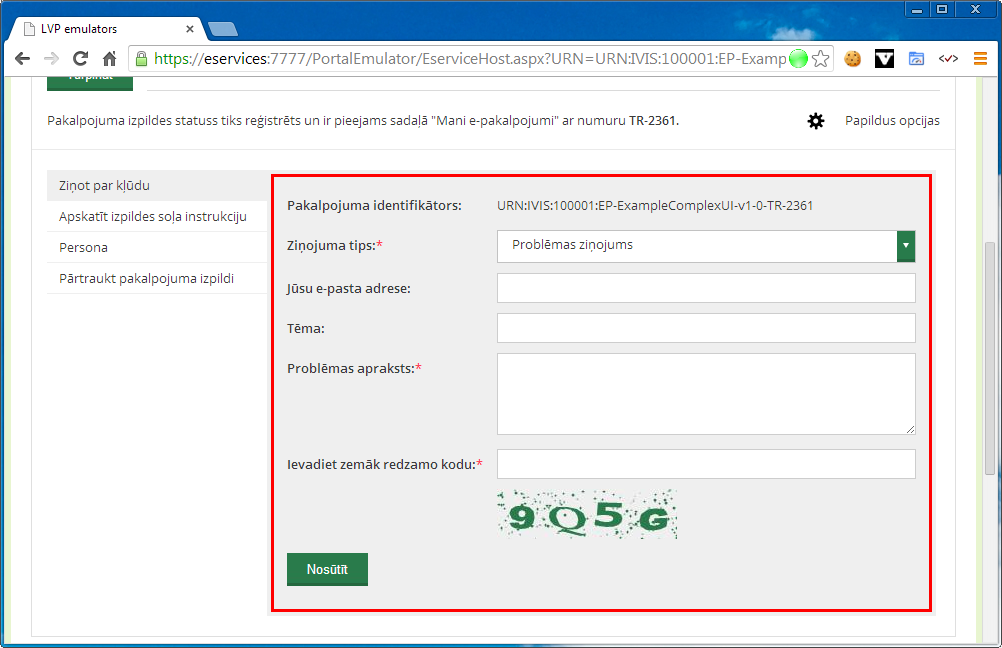 LVP emulators
https://eservices:7777/PortalEmulator/EserviceHost.aspx?URN=URN:IVIS:100001:EP-Examp
Turpināt
Pakalpojuma izpildes statuss tiks reģistrēts un ir pieejams sadaļā "Mani e-pakalpojumi" ar numuru TR-2361.
Papildus opcijas
Ziņot par kļūdu
Apskatīt izpildes soļa instrukciju
Persona
Pārtraukt pakalpojuma izpildi
Pakalpojuma identifikātors: URN:IVIS:100001:EP-ExampleComplexUI-v1-0-TR-2361
Ziņojuma tips:* Problēmas ziņojums
Jūsu e-pasta adrese:
Tēma:
Problēmas apraksts:*
Ievadiet zemāk redzamo kodu:*
9Q5G
Nosūtīt